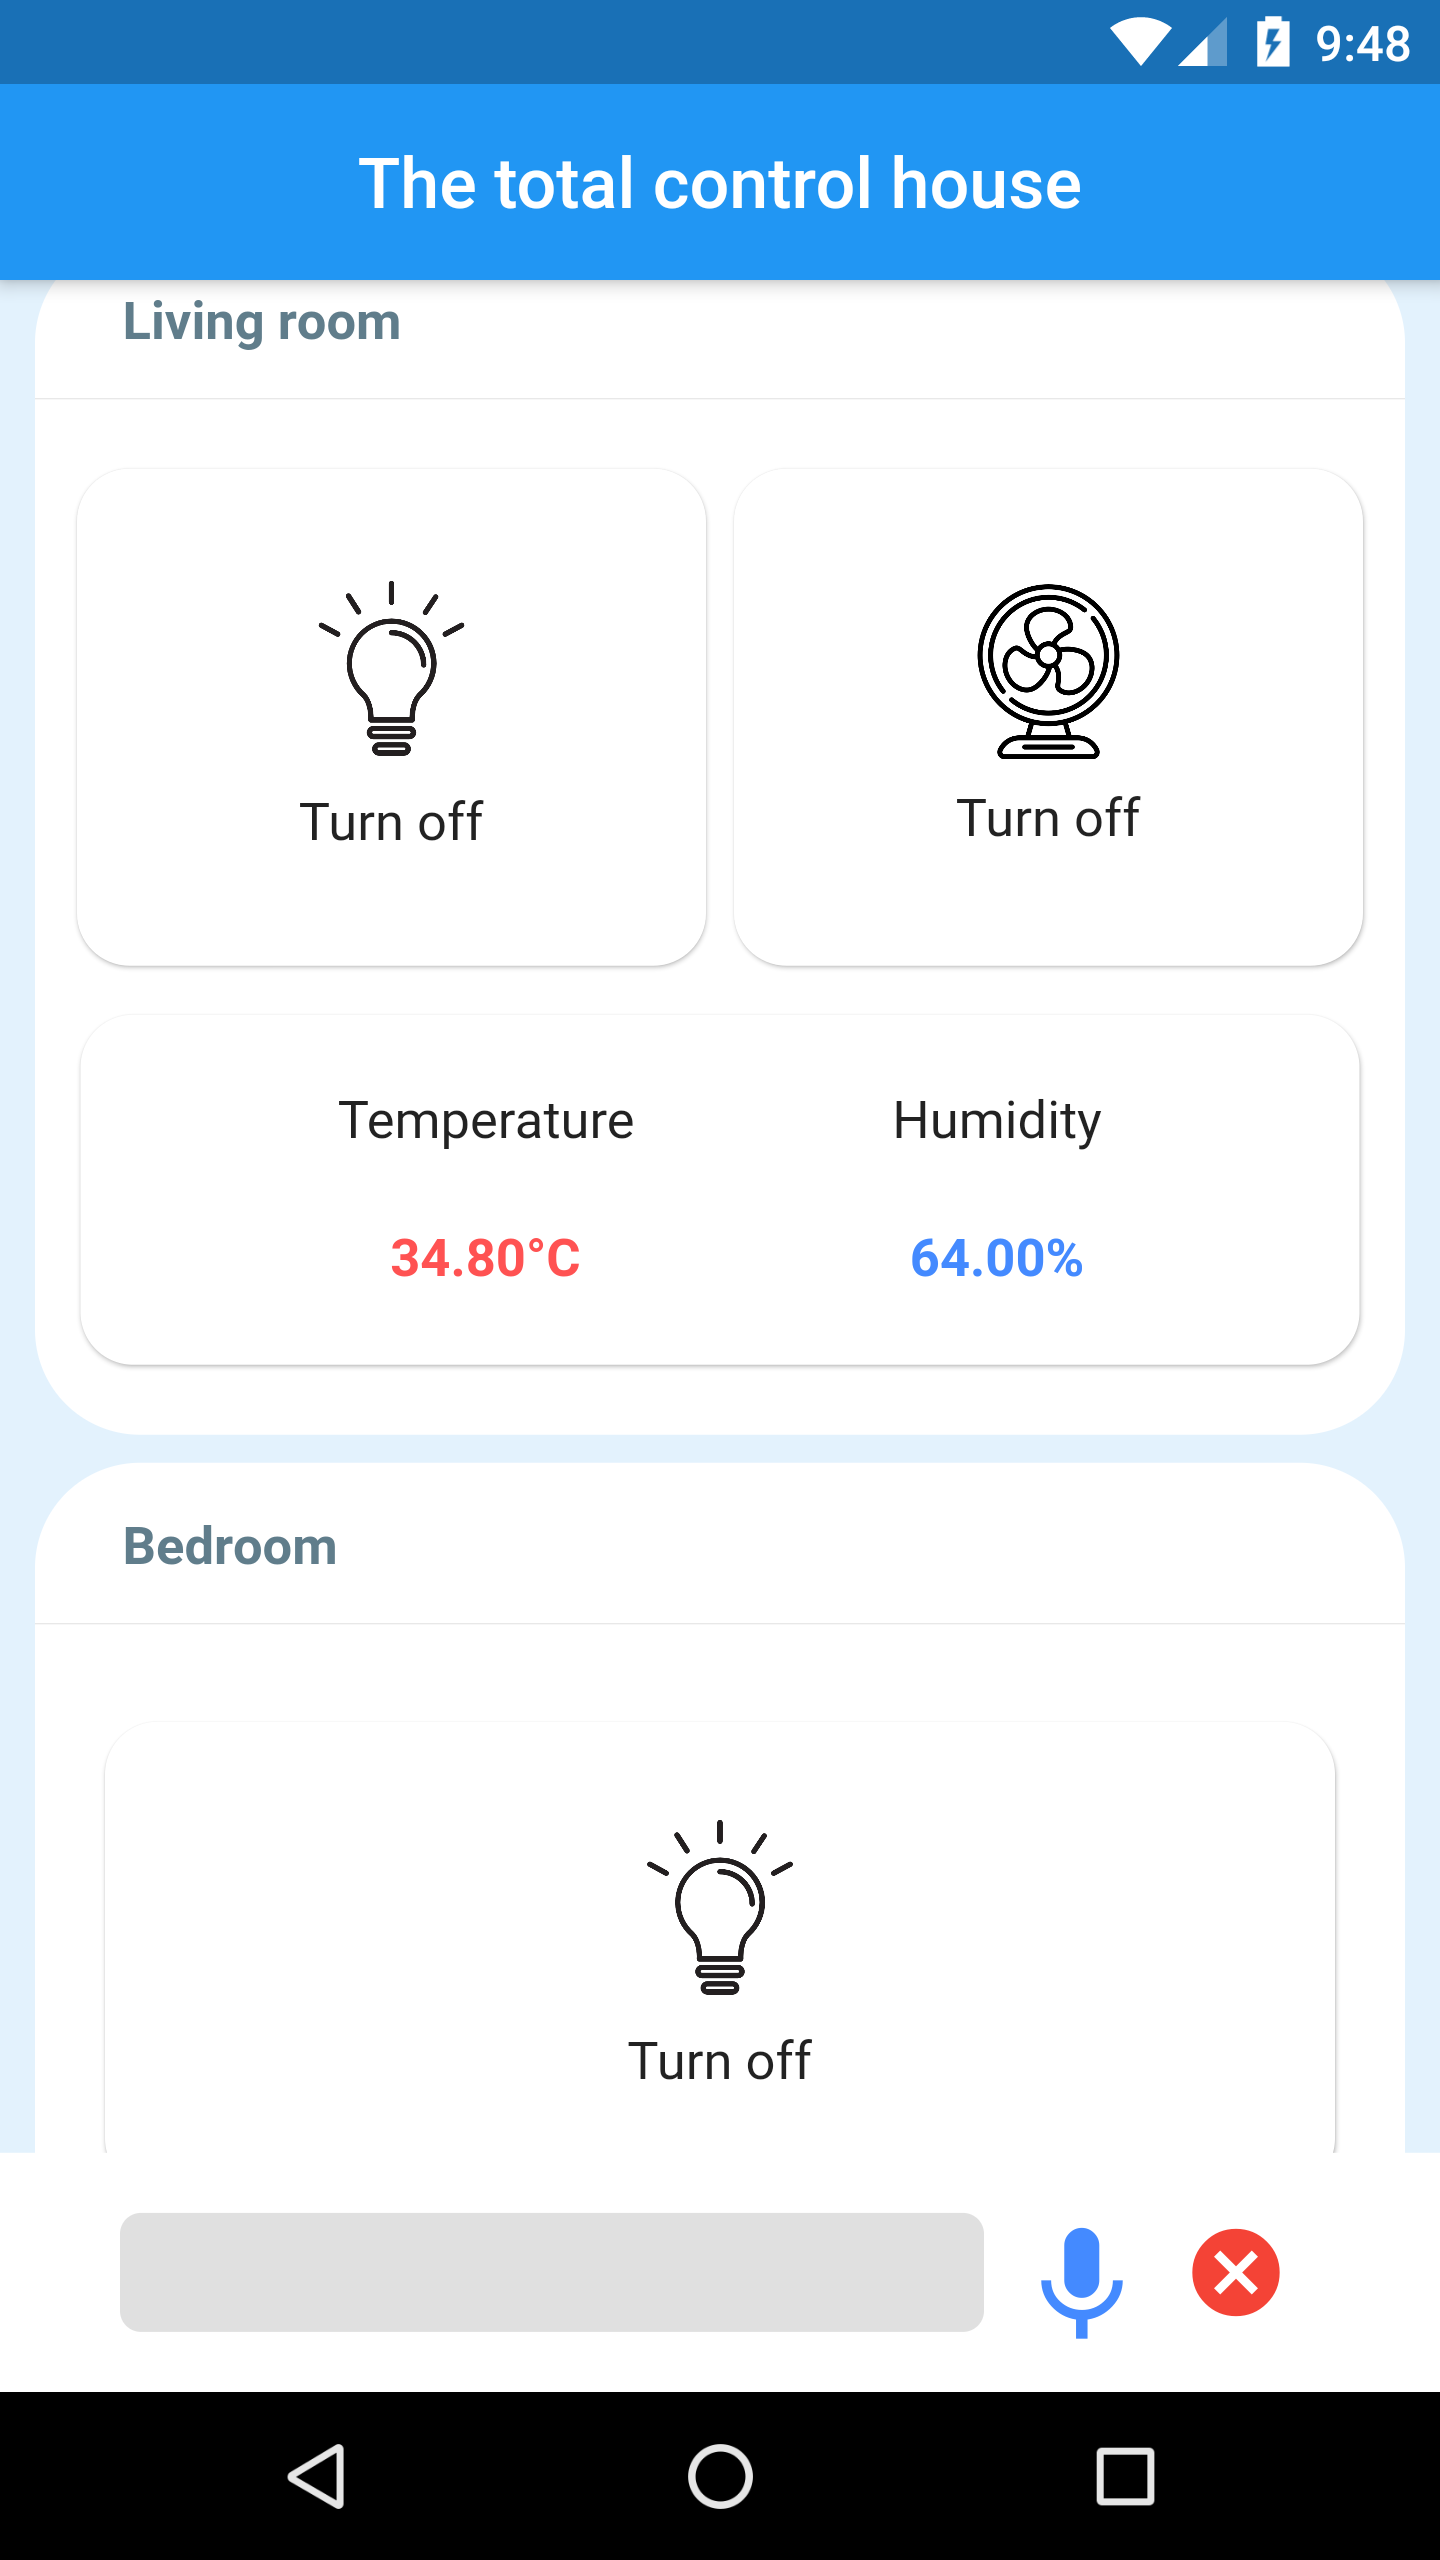 9:48
The total control house
Living room
Turn off
Turn off
Temperature
Humidity
34.80°C
64.00%
Bedroom
Turn off